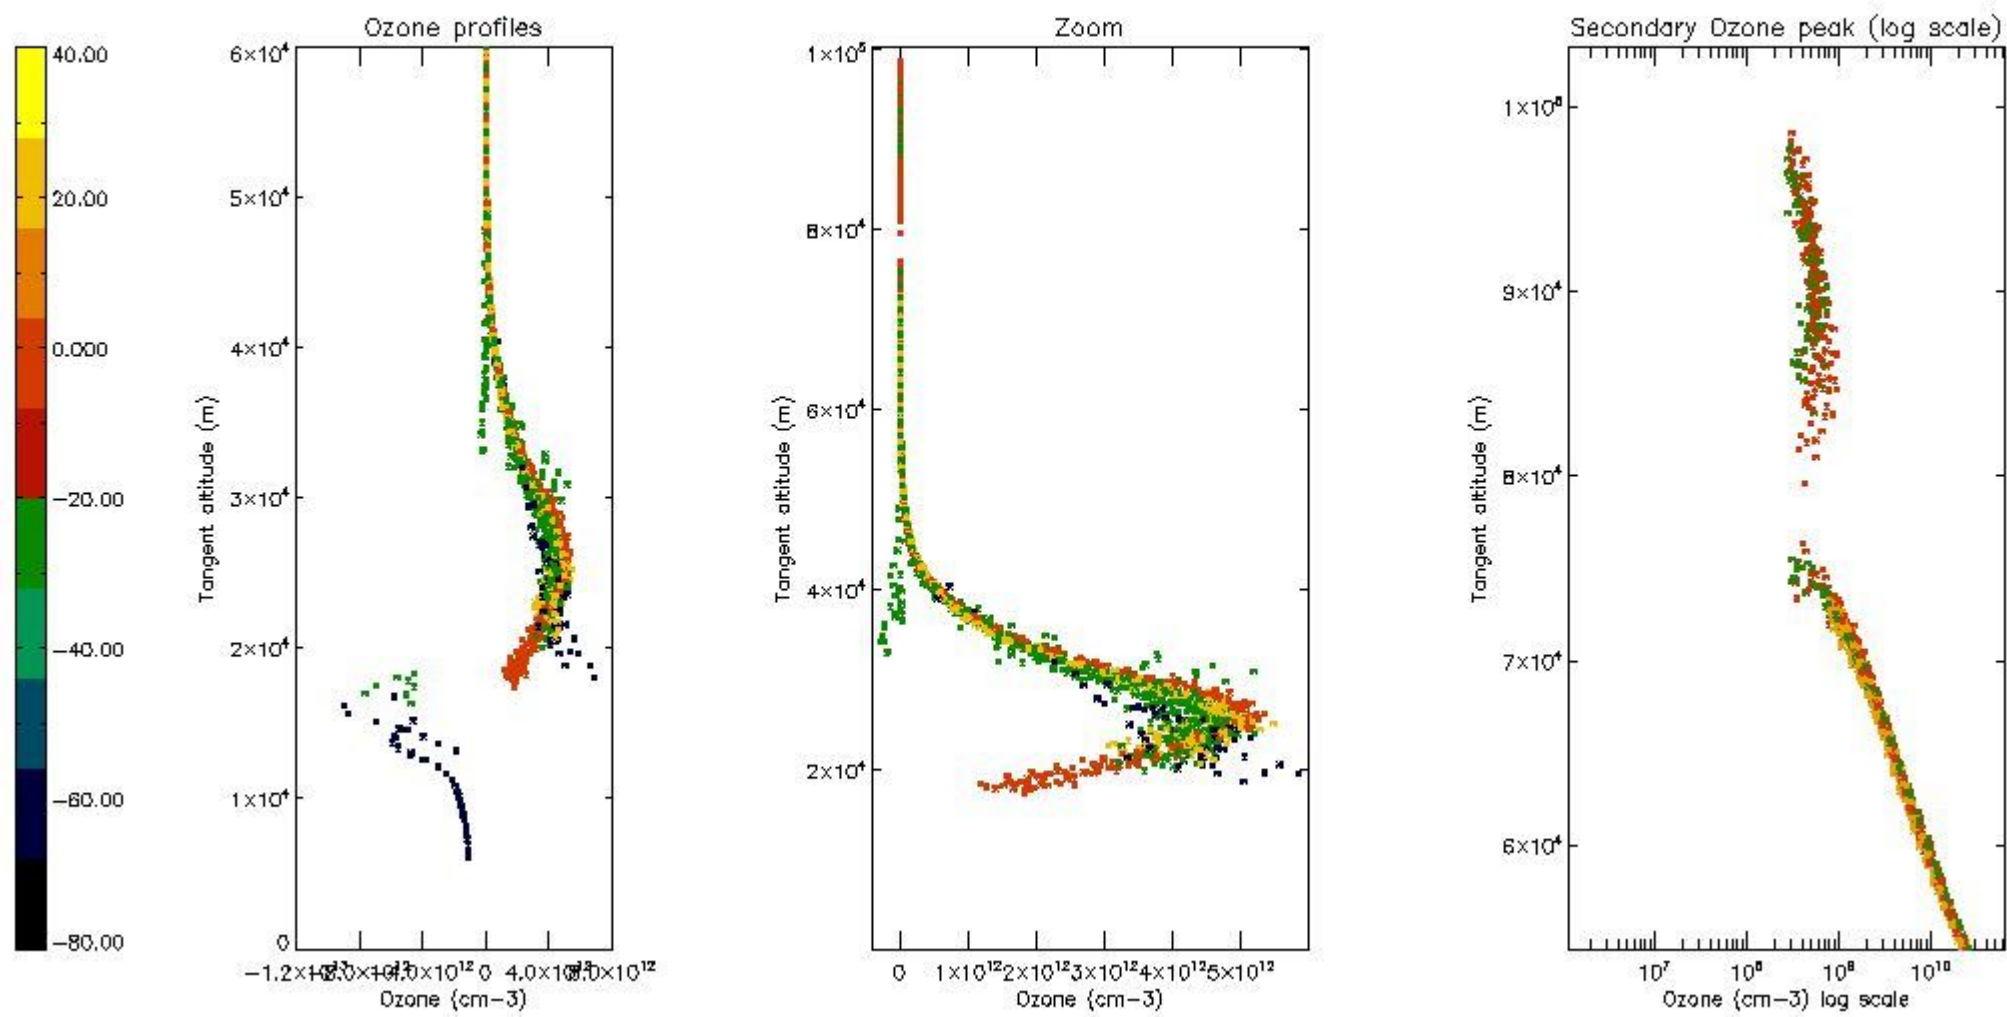 Ozone profiles
Zoom
Secondary Ozone peak (log scale)
40.00
20.00
0.000
−20.00
−40.00
−60.00
−80.00
6×10⁴
5×10⁴
4×10⁴
3×10⁴
2×10⁴
1×10⁴
0
Tangent altitude (m)
0
4.0×10¹²
8.0×10¹²
Ozone (cm−3)
1×10⁵
8×10⁴
6×10⁴
4×10⁴
2×10⁴
Tangent altitude (m)
0 1×10¹² 2×10¹² 3×10¹² 4×10¹² 5×10¹²
Ozone (cm−3)
9×10⁴
8×10⁴
7×10⁴
6×10⁴
Tangent altitude (m)
10⁷ 10⁸ 10⁹ 10¹⁰
Ozone (cm−3) log scale